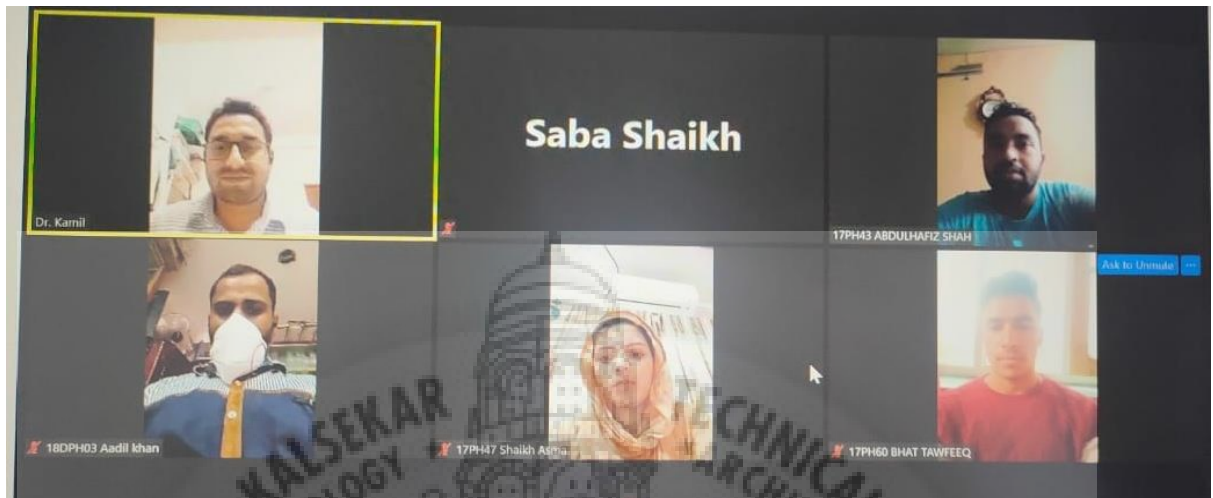 Dr. Kamil
Saba Shaikh
17PH43 ABDULHAFIZ SHAH
Ask to Unmute ...
18DPH03 Aadil khan
17PH47 Shaikh Asma
17PH60 BHAT TAWFEEQ
KALSEKAR
TECHNICAL